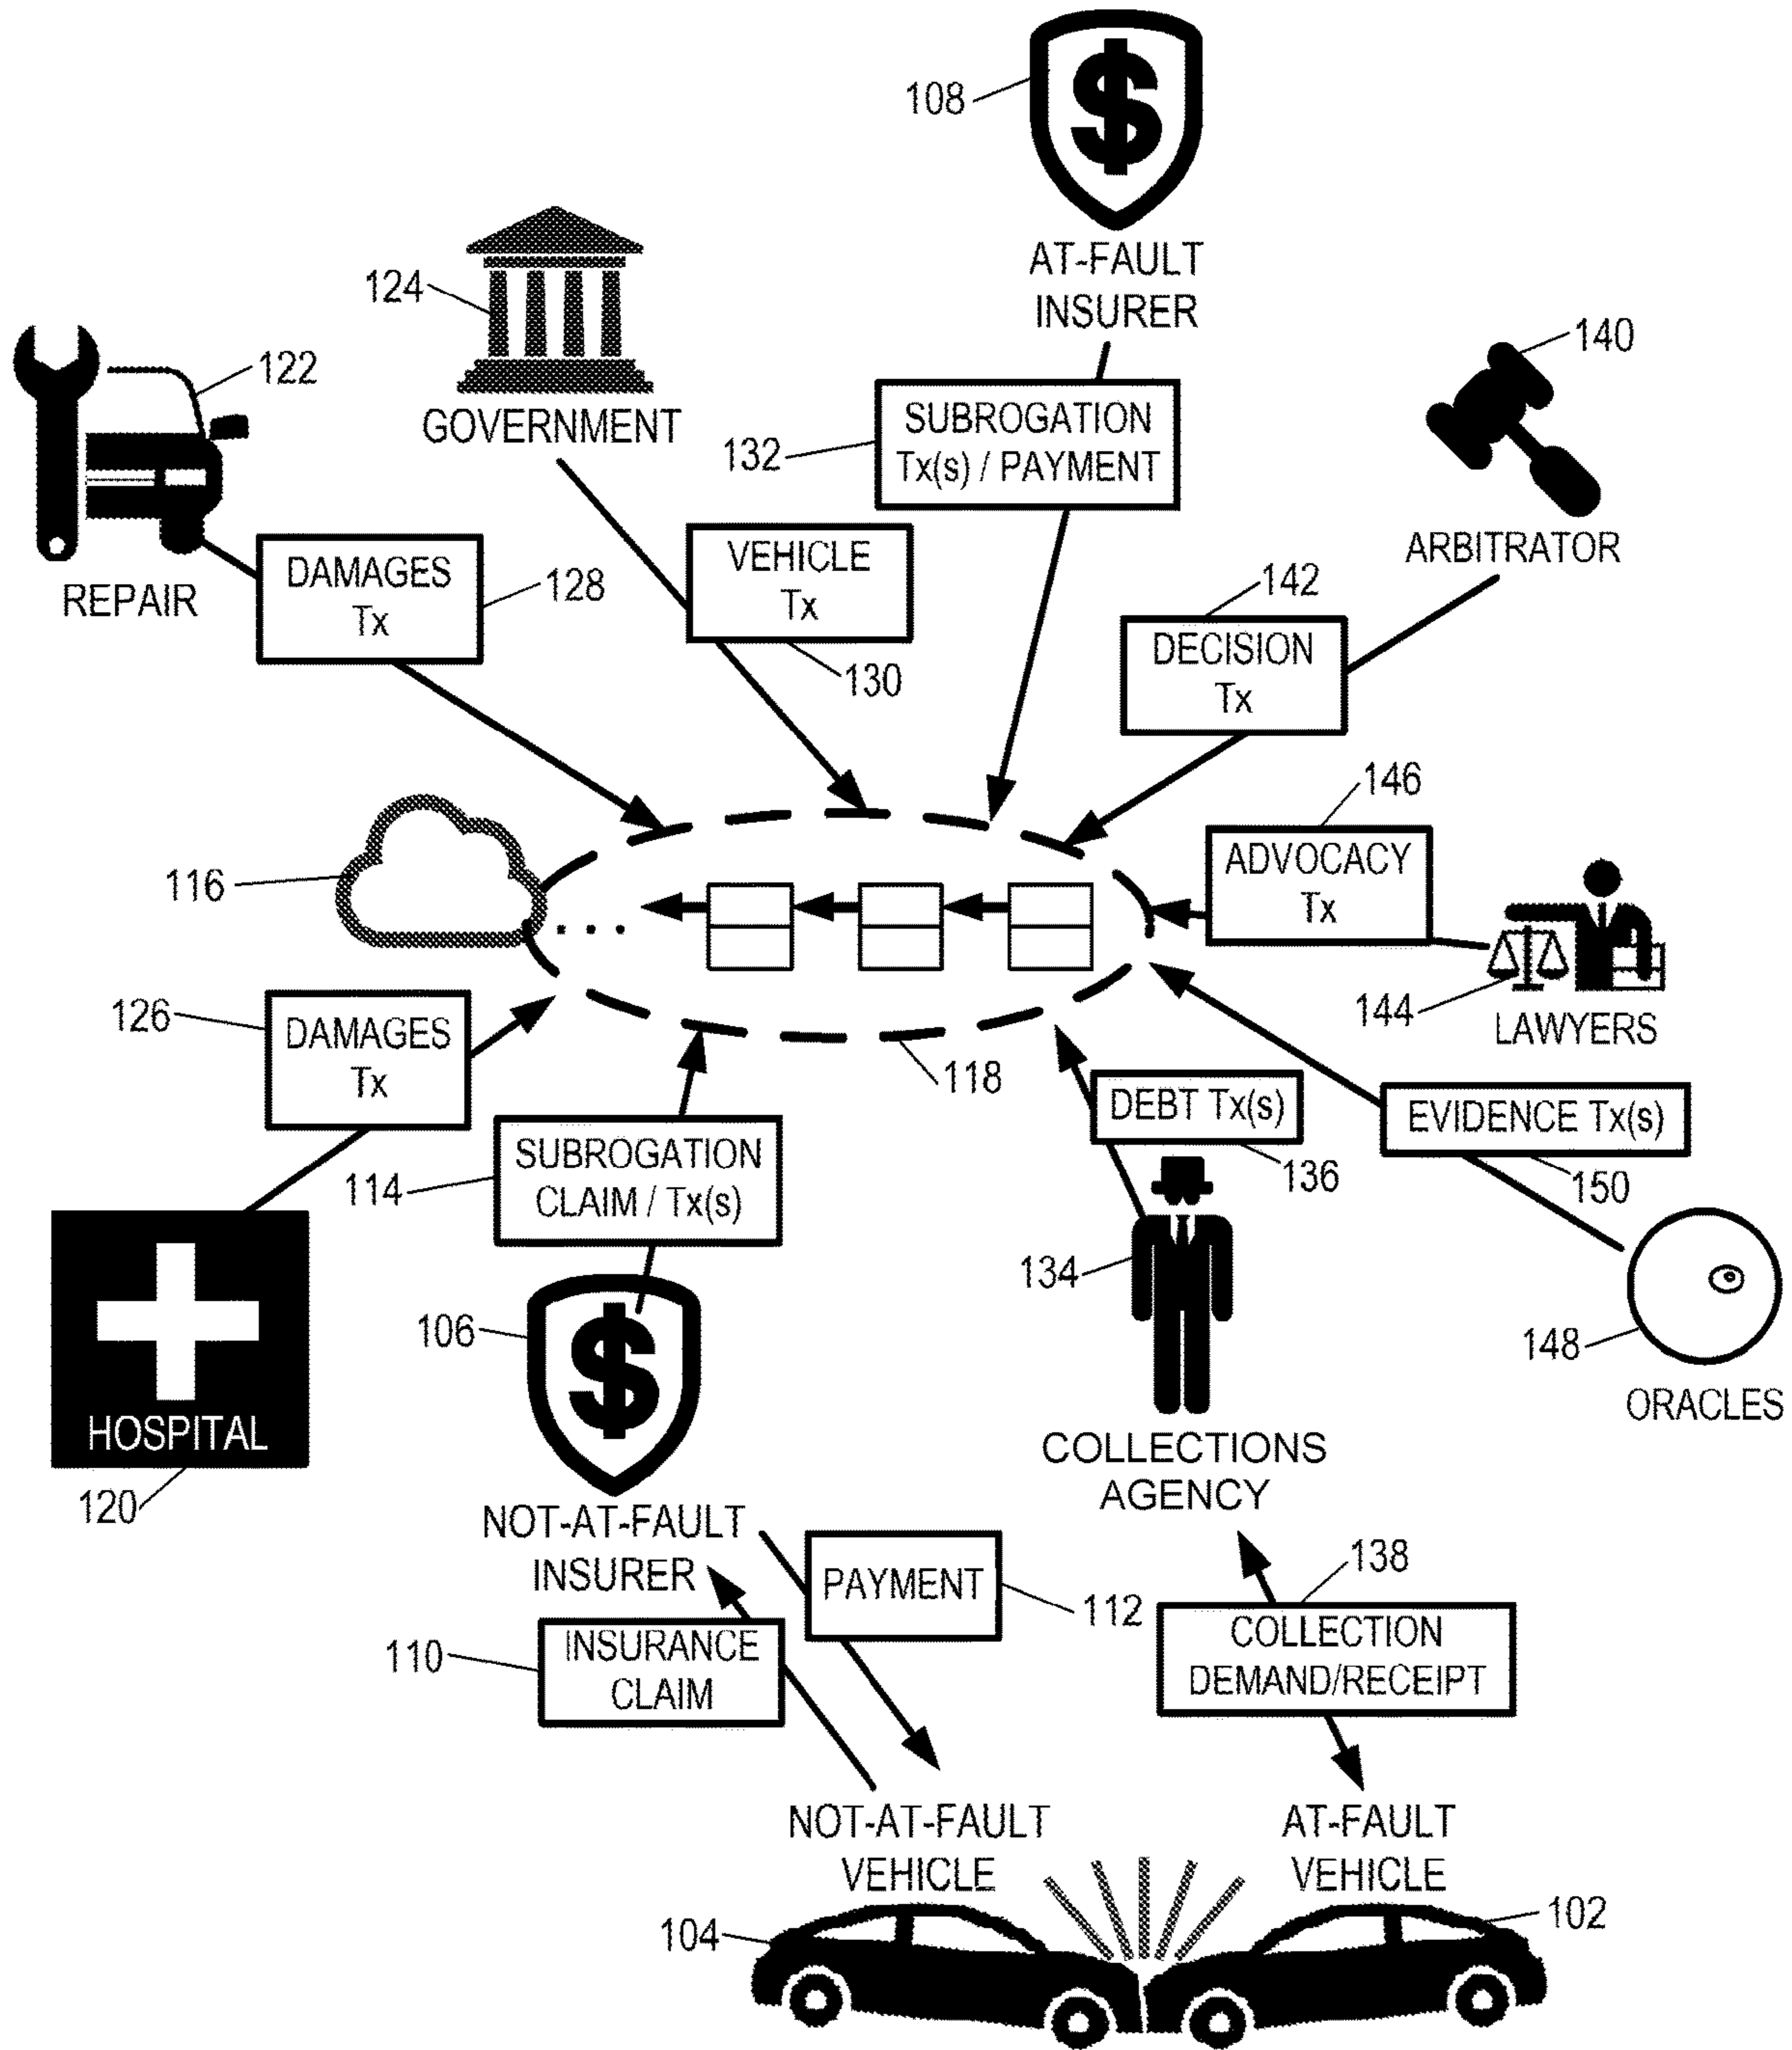 108
AT-FAULT
INSURER
124
GOVERNMENT
122
REPAIR
140
ARBITRATOR
132
SUBROGATION
Tx(s) / PAYMENT
VEHICLE
Tx
130
DAMAGES
Tx
128
142
DECISION
Tx
146
ADVOCACY
Tx
116
...
144
LAWYERS
118
126
DAMAGES
Tx
114
SUBROGATION
CLAIM / Tx(s)
DEBT Tx(s)
136
EVIDENCE Tx(s)
150
134
148
ORACLES
106
HOSPITAL
120
COLLECTIONS
AGENCY
NOT-AT-FAULT
INSURER
PAYMENT
112
138
COLLECTION
DEMAND/RECEIPT
110
INSURANCE
CLAIM
NOT-AT-FAULT
VEHICLE
AT-FAULT
VEHICLE
104
102